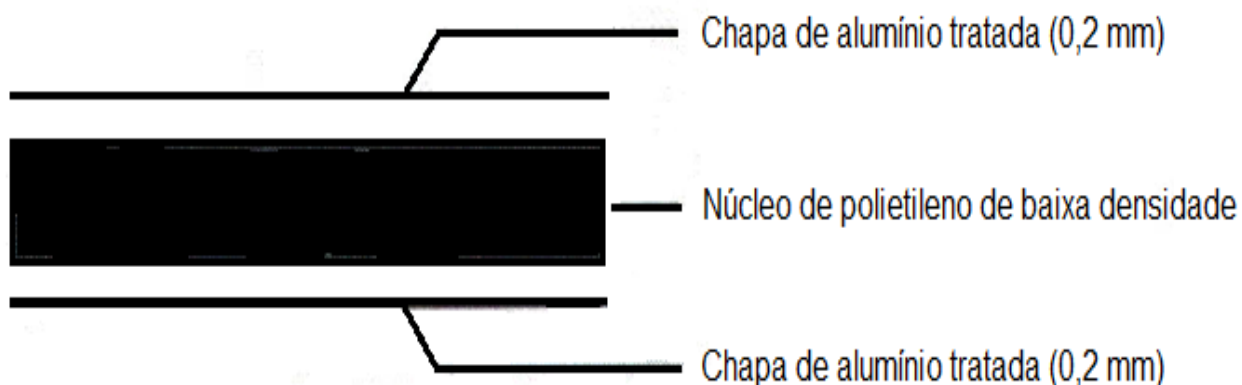 Chapa de alumínio tratada (0,2 mm)
Núcleo de polietileno de baixa densidade
Chapa de alumínio tratada (0,2 mm)